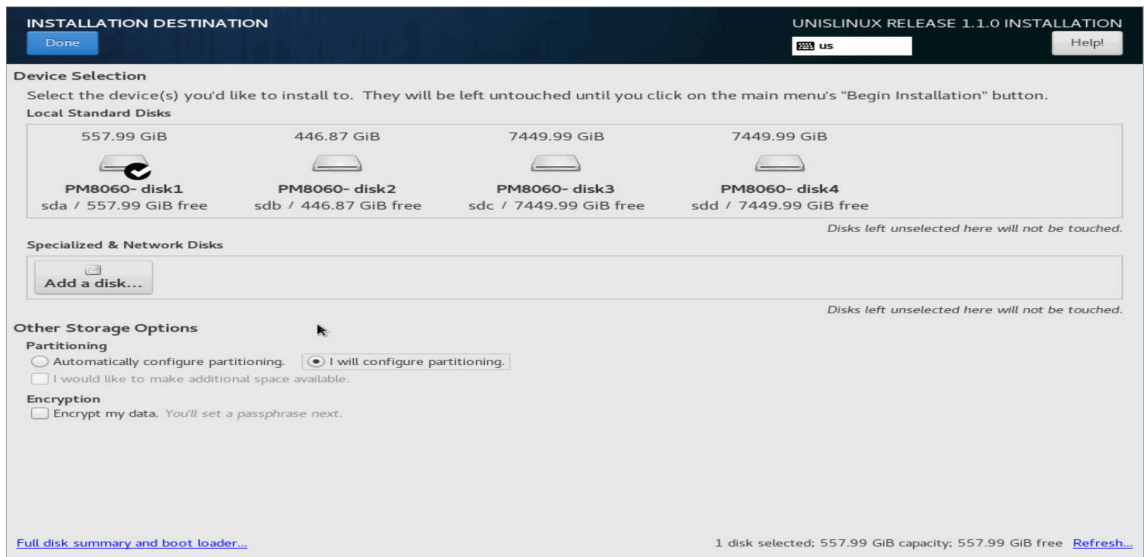 INSTALLATION DESTINATION
UNISLINUX RELEASE 1.1.0 INSTALLATION
Done
us
Help!
Device Selection
Select the device(s) you'd like to install to. They will be left untouched until you click on the main menu's "Begin Installation" button.
Local Standard Disks
557.99 GiB 446.87 GiB 7449.99 GiB 7449.99 GiB
PM8060- disk1 PM8060- disk2 PM8060- disk3 PM8060- disk4
sda / 557.99 GiB free sdb / 446.87 GiB free sdc / 7449.99 GiB free sdd / 7449.99 GiB free
Disks left unselected here will not be touched.
Specialized & Network Disks
Add a disk...
Disks left unselected here will not be touched.
Other Storage Options
Partitioning
Automatically configure partitioning. I will configure partitioning.
I would like to make additional space available.
Encryption
Encrypt my data. You'll set a passphrase next.
Full disk summary and boot loader... 1 disk selected; 557.99 GiB capacity; 557.99 GiB free Refresh...